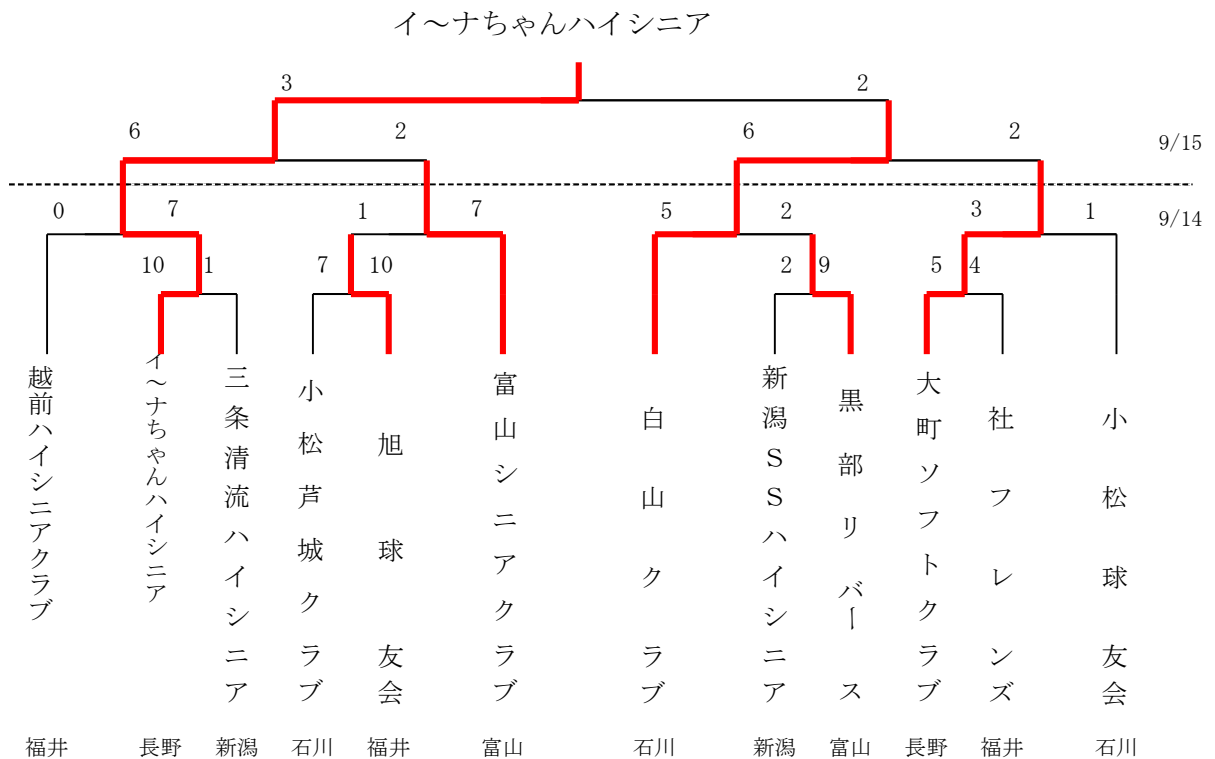 イ～ナちゃんハイシニア
3 2
6 2 6 2 9/15
0 7 1 7 5 2 3 1 9/14
10 1 7 10 2 9 5 4
越前ハイシニアクラブ
イ～ナちゃんハイシニア
三条清流ハイシニア
小松芦城クラブ
旭球友会
富山シニアクラブ
白山クラブ
新潟ＳＳハイシニア
黒部リバース
大町ソフトクラブ
社フレンズ
小松球友会
福井 長野 新潟 石川 福井 富山 石川 新潟 富山 長野 福井 石川